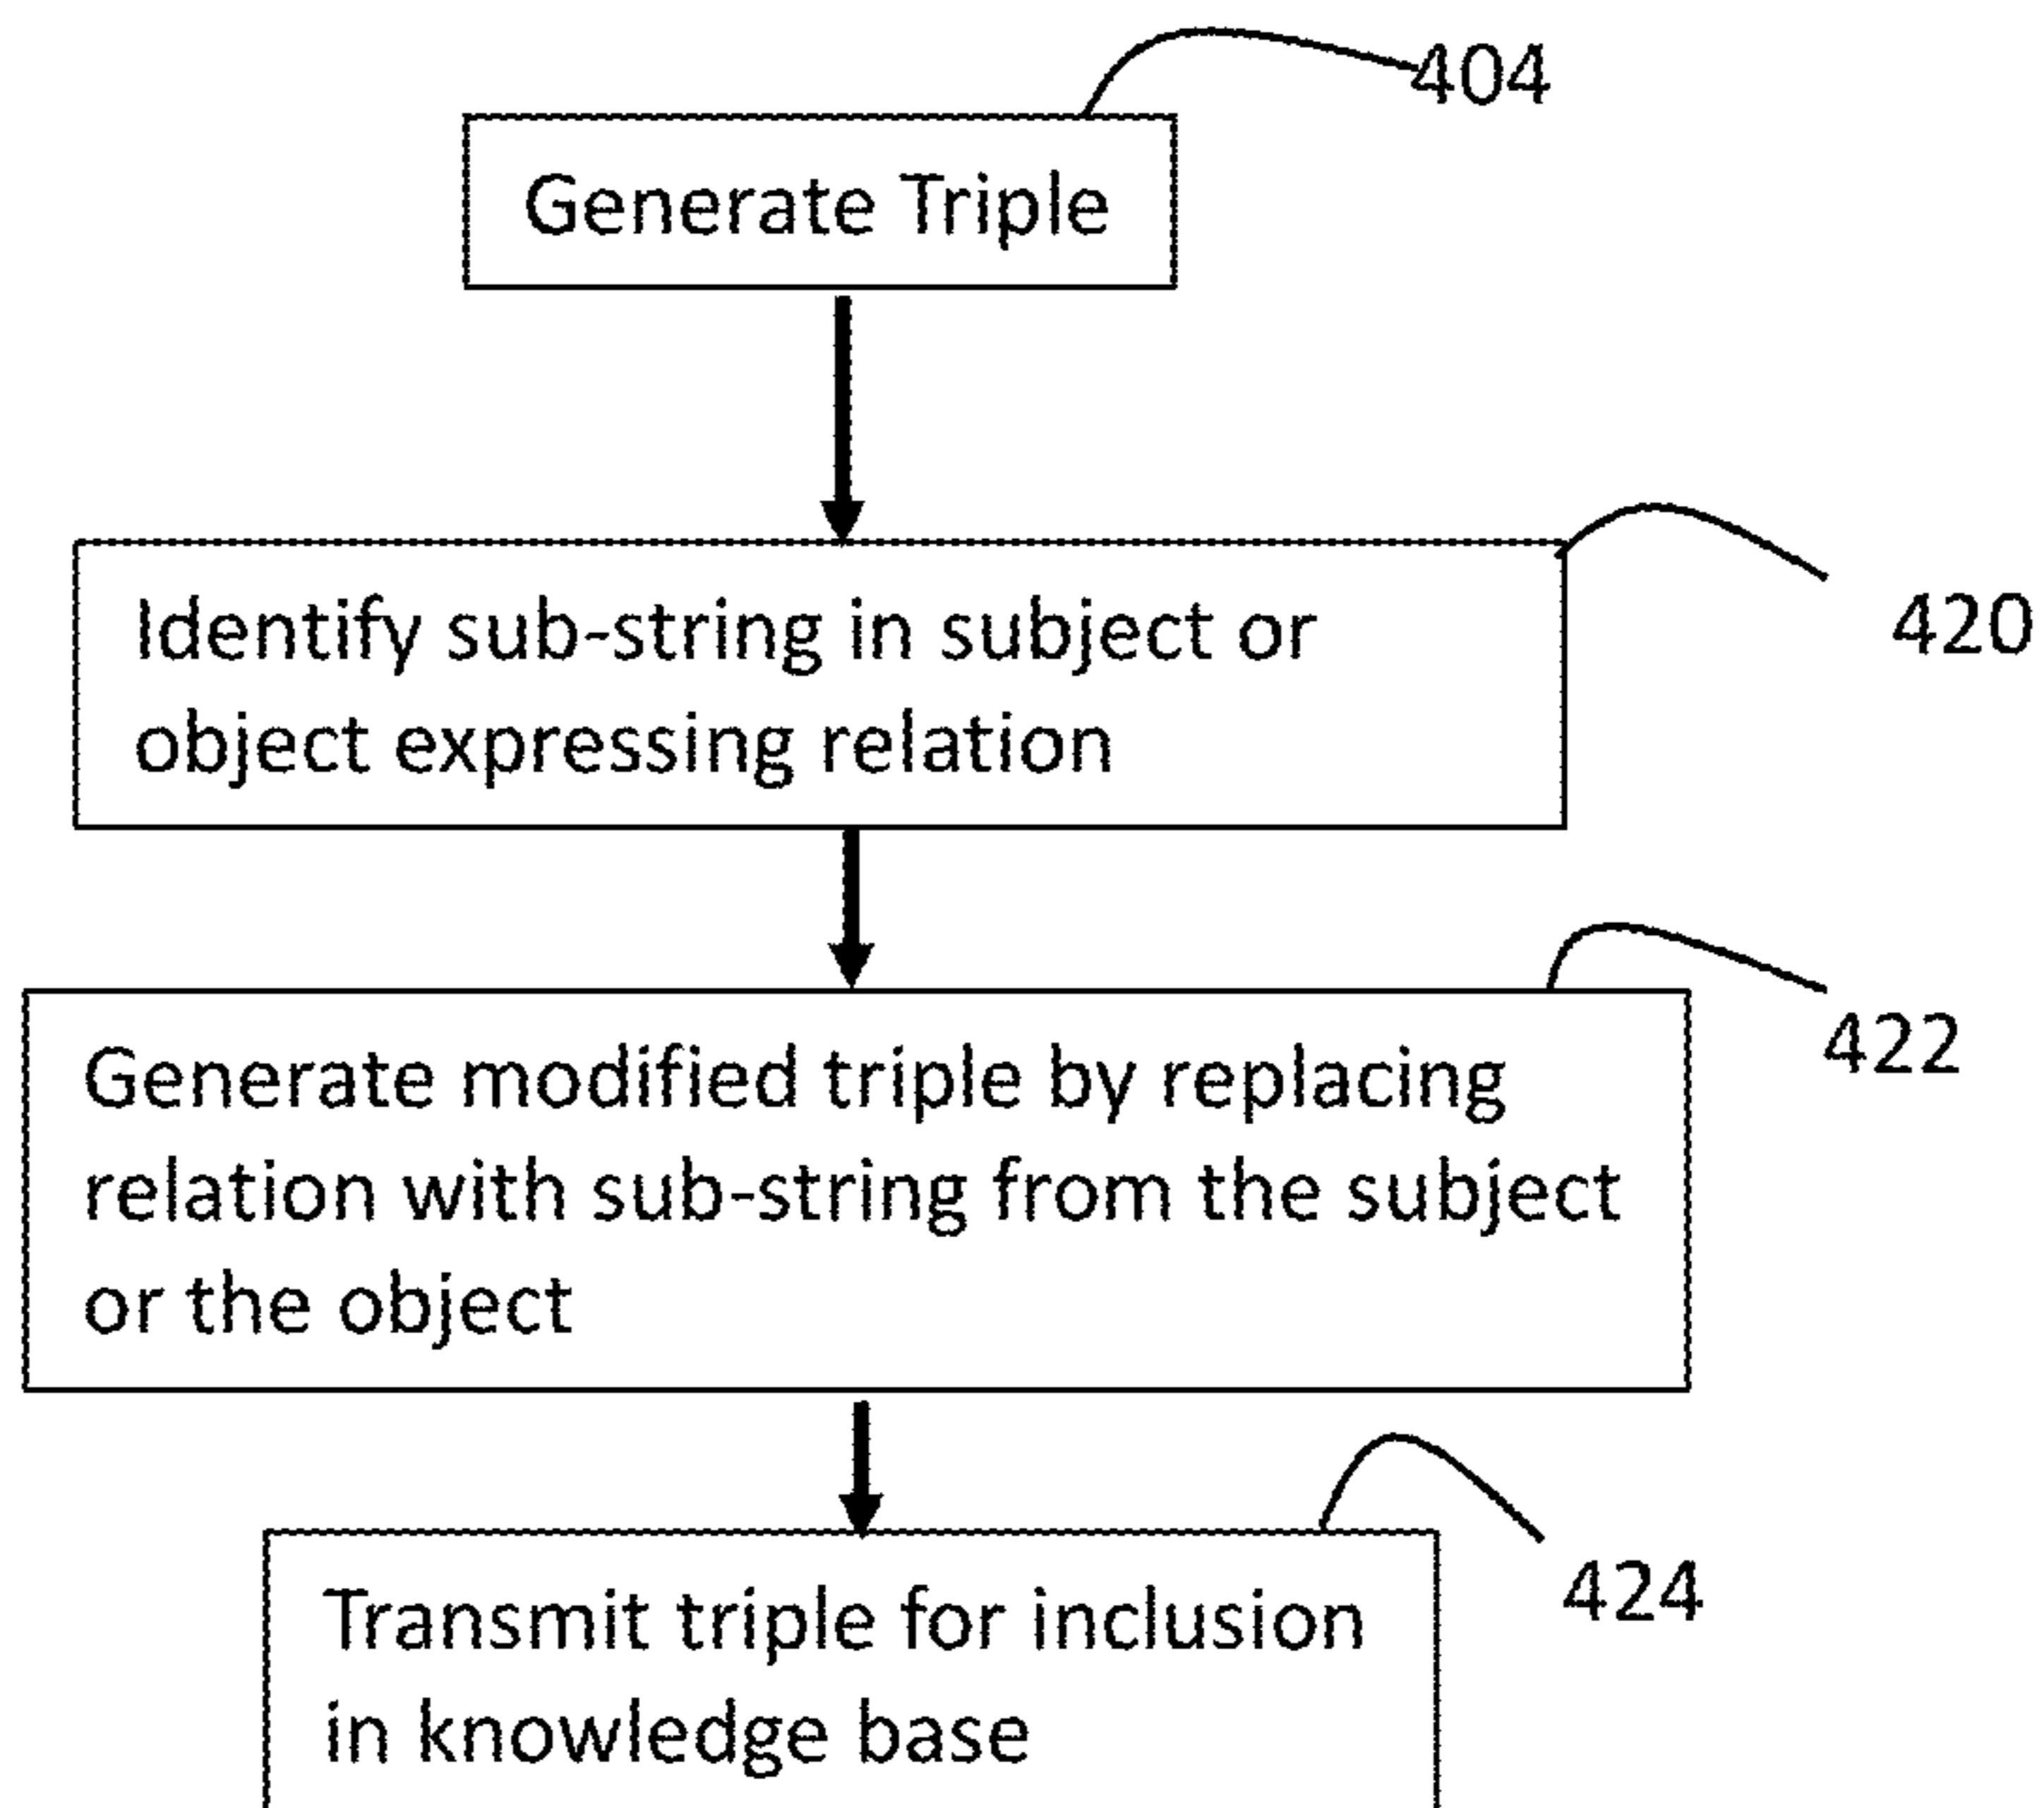 404
Generate Triple
Identify sub-string in subject or
object expressing relation
420
Generate modified triple by replacing
relation with sub-string from the subject
or the object
422
Transmit triple for inclusion
in knowledge base
424